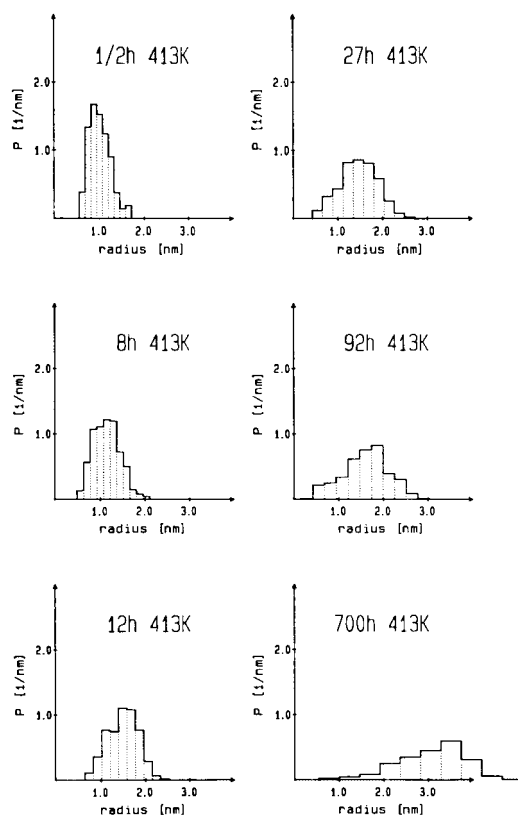 1/2h 413K
P [1/nm]
2.0
1.0
1.0 2.0 3.0
radius [nm]
27h 413K
P [1/nm]
2.0
1.0
1.0 2.0 3.0
radius [nm]
8h 413K
P [1/nm]
2.0
1.0
1.0 2.0 3.0
radius [nm]
92h 413K
P [1/nm]
2.0
1.0
1.0 2.0 3.0
radius [nm]
12h 413K
P [1/nm]
2.0
1.0
1.0 2.0 3.0
radius [nm]
700h 413K
P [1/nm]
2.0
1.0
1.0 2.0 3.0
radius [nm]